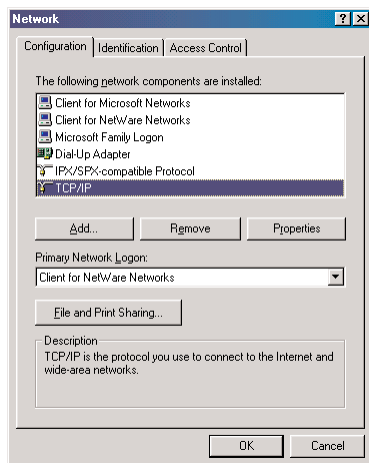 Network
Configuration Identification Access Control
The following network components are installed:
Client for Microsoft Networks
Client for NetWare Networks
Microsoft Family Logon
Dial-Up Adapter
IPX/SPX-compatible Protocol
TCP/IP
Add... Remove Properties
Primary Network Logon:
Client for NetWare Networks
File and Print Sharing...
Description
TCP/IP is the protocol you use to connect to the Internet and
wide-area networks.
OK Cancel